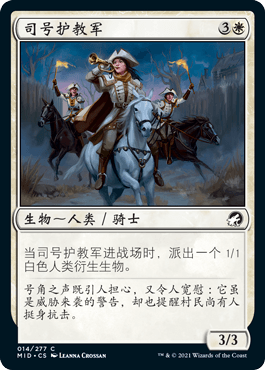 司号护教军 3
生物～人类／骑士
当司号护教军进战场时，派出一个 1/1
白色人类衍生生物。
号角之声既引人担心，又令人宽慰：它虽
是威胁来袭的警告，却也提醒村民尚有人
挺身抗击。
3/3
014/277 C
MID • CS LEANNA CROSSAN
™ & © 2021 Wizards of the Coast